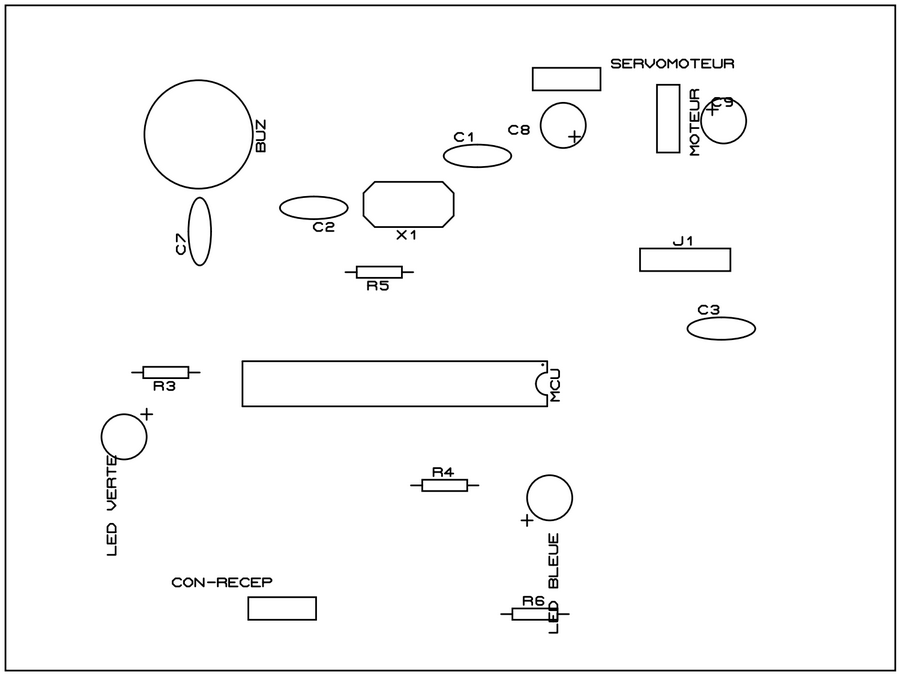 SERVOMOTEUR
C9
MOTEUR
BUZ
C8
C1
C2
X1
C7
J1
R5
C3
MCU
R3
R4
LED VERTE
LED BLEUE
CON-RECEP
R6